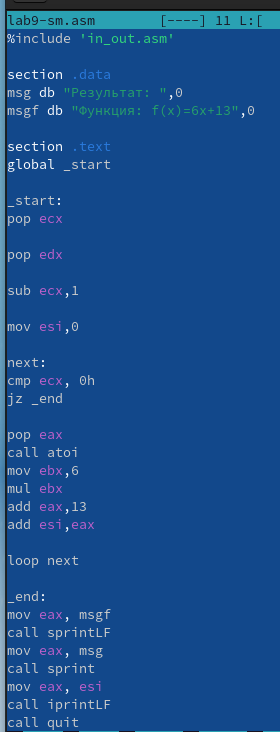 lab9-sm.asm [----] 11 L:[
%include 'in_out.asm'
section .data
msg db "Результат: ",0
msgf db "Функция: f(x)=6x+13",0
section .text
global _start
_start:
pop ecx
pop edx
sub ecx,1
mov esi,0
next:
cmp ecx, 0h
jz _end
pop eax
call atoi
mov ebx,6
mul ebx
add eax,13
add esi,eax
loop next
_end:
mov eax, msgf
call sprintLF
mov eax, msg
call sprint
mov eax, esi
call iprintLF
call quit